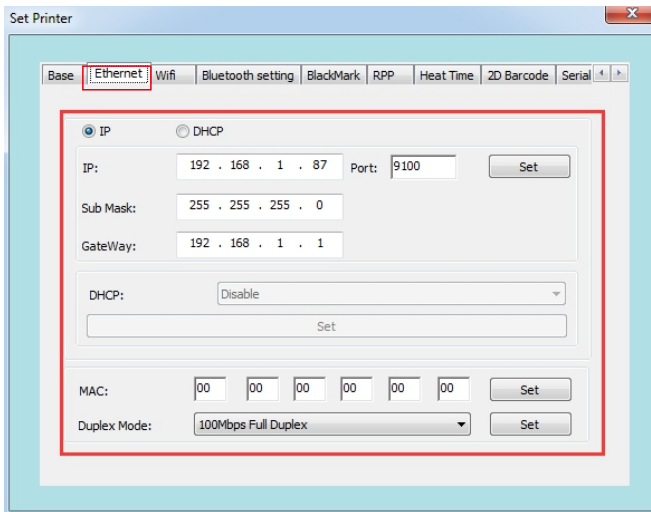 Set Printer
x
Base Ethernet Wifi Bluetooth setting BlackMark RPP Heat Time 2D Barcode Serial
IP DHCP
IP: 192 . 168 . 1 . 87 Port: 9100 Set
Sub Mask: 255 . 255 . 255 . 0
GateWay: 192 . 168 . 1 . 1
DHCP: Disable
Set
MAC: 00 00 00 00 00 00 Set
Duplex Mode: 100Mbps Full Duplex Set